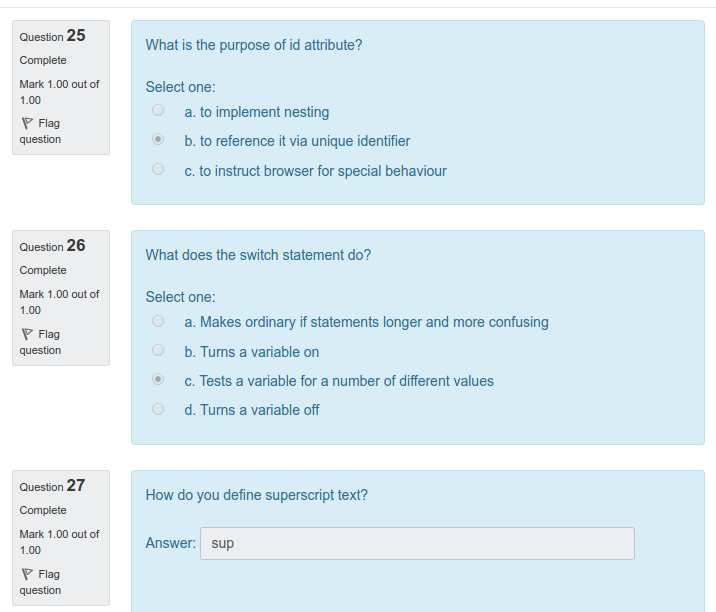 Question 25
Complete
Mark 1.00 out of
1.00
Flag
question
What is the purpose of id attribute?
Select one:
a. to implement nesting
b. to reference it via unique identifier
c. to instruct browser for special behaviour
Question 26
Complete
Mark 1.00 out of
1.00
Flag
question
What does the switch statement do?
Select one:
a. Makes ordinary if statements longer and more confusing
b. Turns a variable on
c. Tests a variable for a number of different values
d. Turns a variable off
Question 27
Complete
Mark 1.00 out of
1.00
Flag
question
How do you define superscript text?
Answer: sup